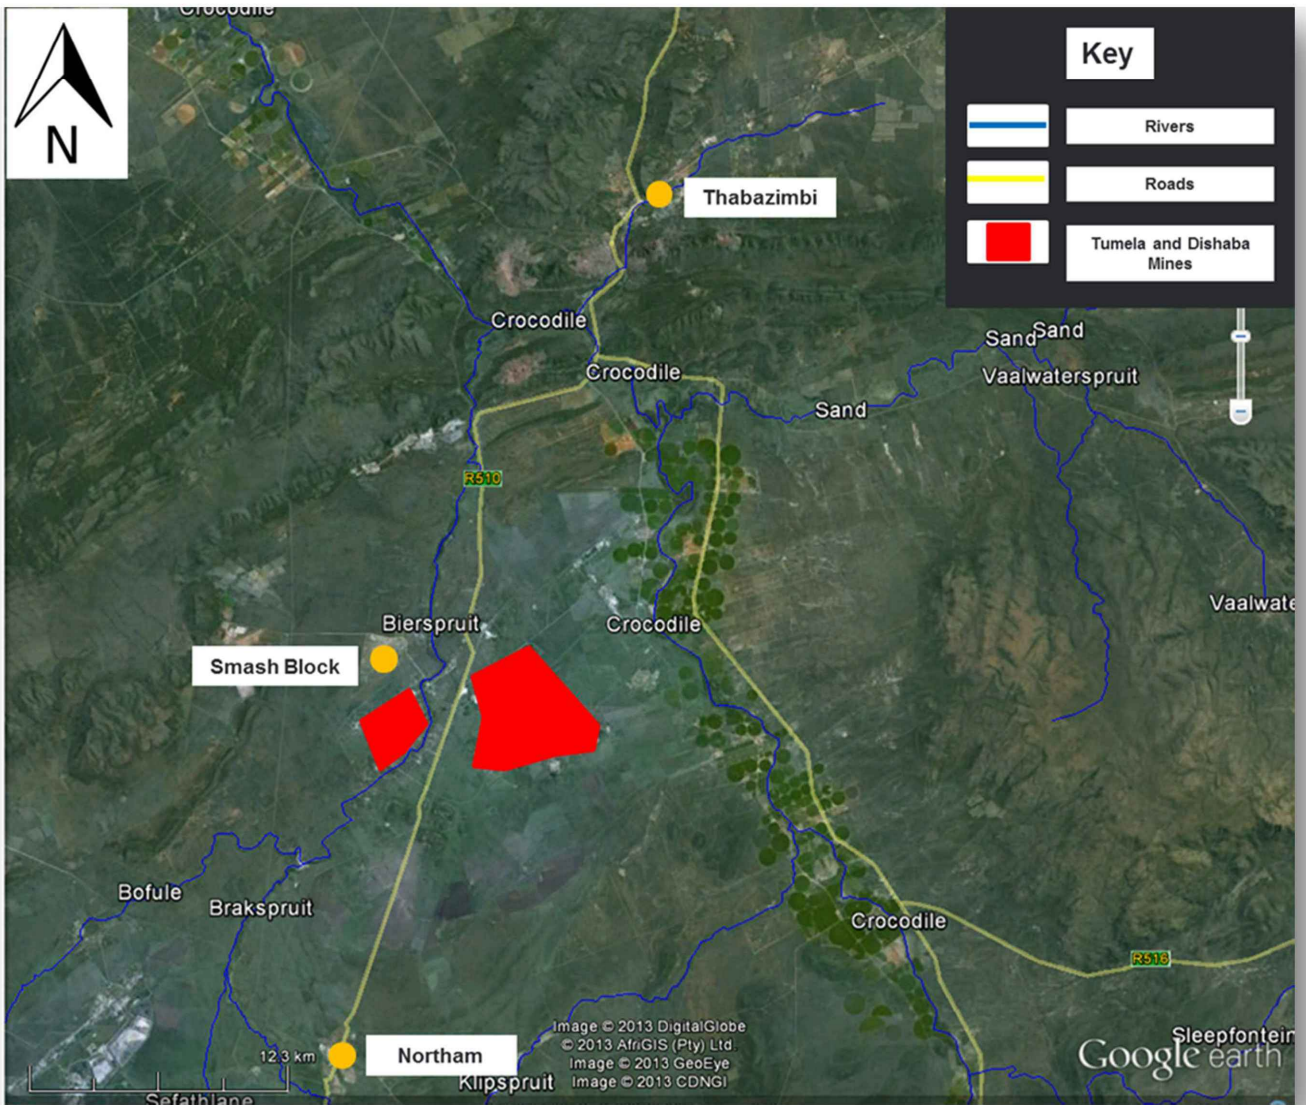 Crocodile
N
Key
Rivers
Roads
Tumela and Dishaba
Mines
Thabazimbi
Crocodile
Sand
Sand
Crocodile
Vaalwaterspruit
Sand
R510
Vaalwate
Bierspruit
Crocodile
Smash Block
Bofule
Brakspruit
Crocodile
R516
Image © 2013 DigitalGlobe
© 2013 AfriGIS (Pty) Ltd.
Image © 2013 GeoEye
Image © 2013 CDNGI
Sleepfontein
Google earth
12.3 km
Northam
Klipspruit
Sefathlane